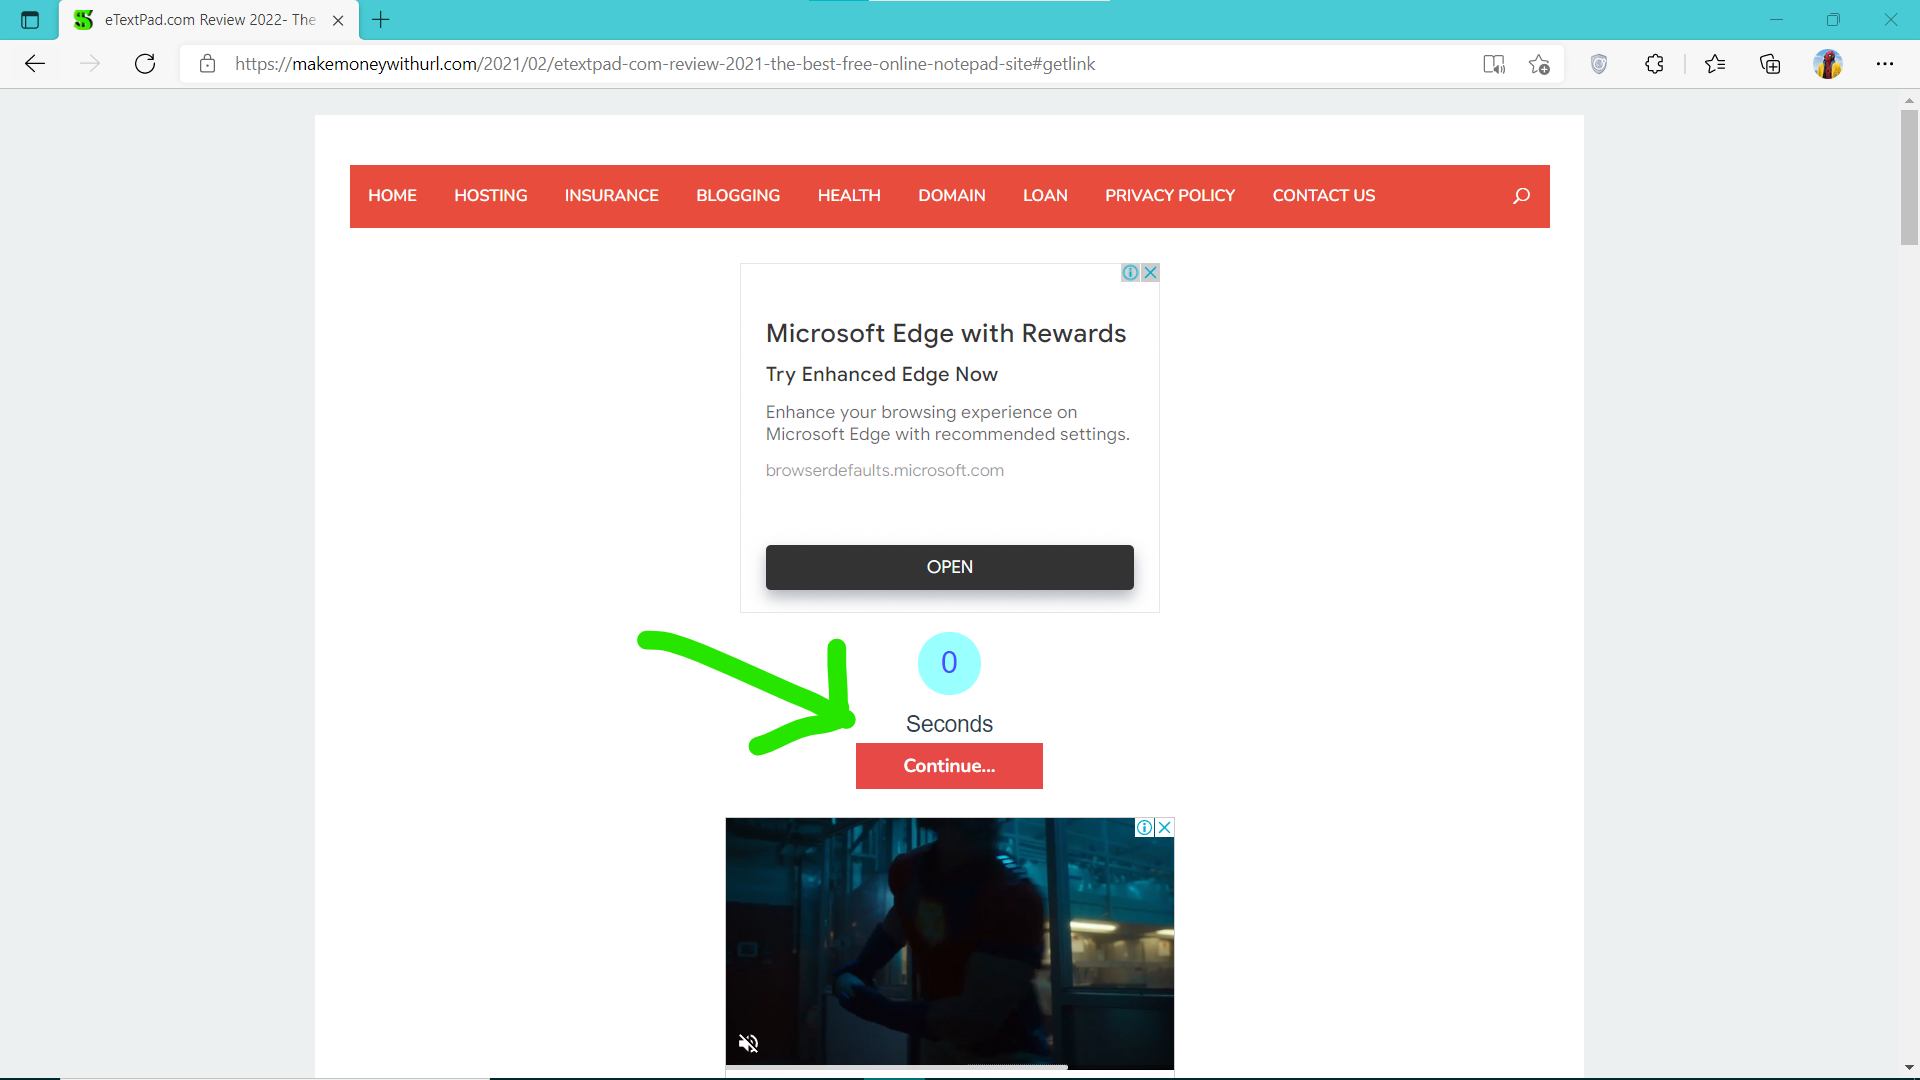 eTextPad.com Review 2022- The
https://makemoneywithurl.com/2021/02/etextpad-com-review-2021-the-best-free-online-notepad-site#getlink
HOME HOSTING INSURANCE BLOGGING HEALTH DOMAIN LOAN PRIVACY POLICY CONTACT US
Microsoft Edge with Rewards
Try Enhanced Edge Now
Enhance your browsing experience on
Microsoft Edge with recommended settings.
browserdefaults.microsoft.com
OPEN
0
Seconds
Continue...